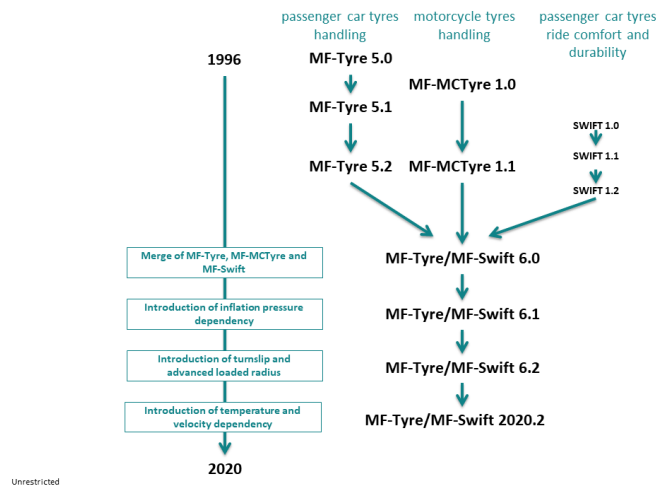 passenger car tyres
handling
motorcycle tyres
handling
passenger car tyres
ride comfort and
durability
1996
MF-Tyre 5.0
MF-MCTyre 1.0
MF-Tyre 5.1
SWIFT 1.0
SWIFT 1.1
MF-Tyre 5.2
MF-MCTyre 1.1
SWIFT 1.2
Merge of MF-Tyre, MF-MCTyre and
MF-Swift
MF-Tyre/MF-Swift 6.0
Introduction of inflation pressure
dependency
MF-Tyre/MF-Swift 6.1
Introduction of turnslip and
advanced loaded radius
MF-Tyre/MF-Swift 6.2
Introduction of temperature and
velocity dependency
MF-Tyre/MF-Swift 2020.2
2020
Unrestricted